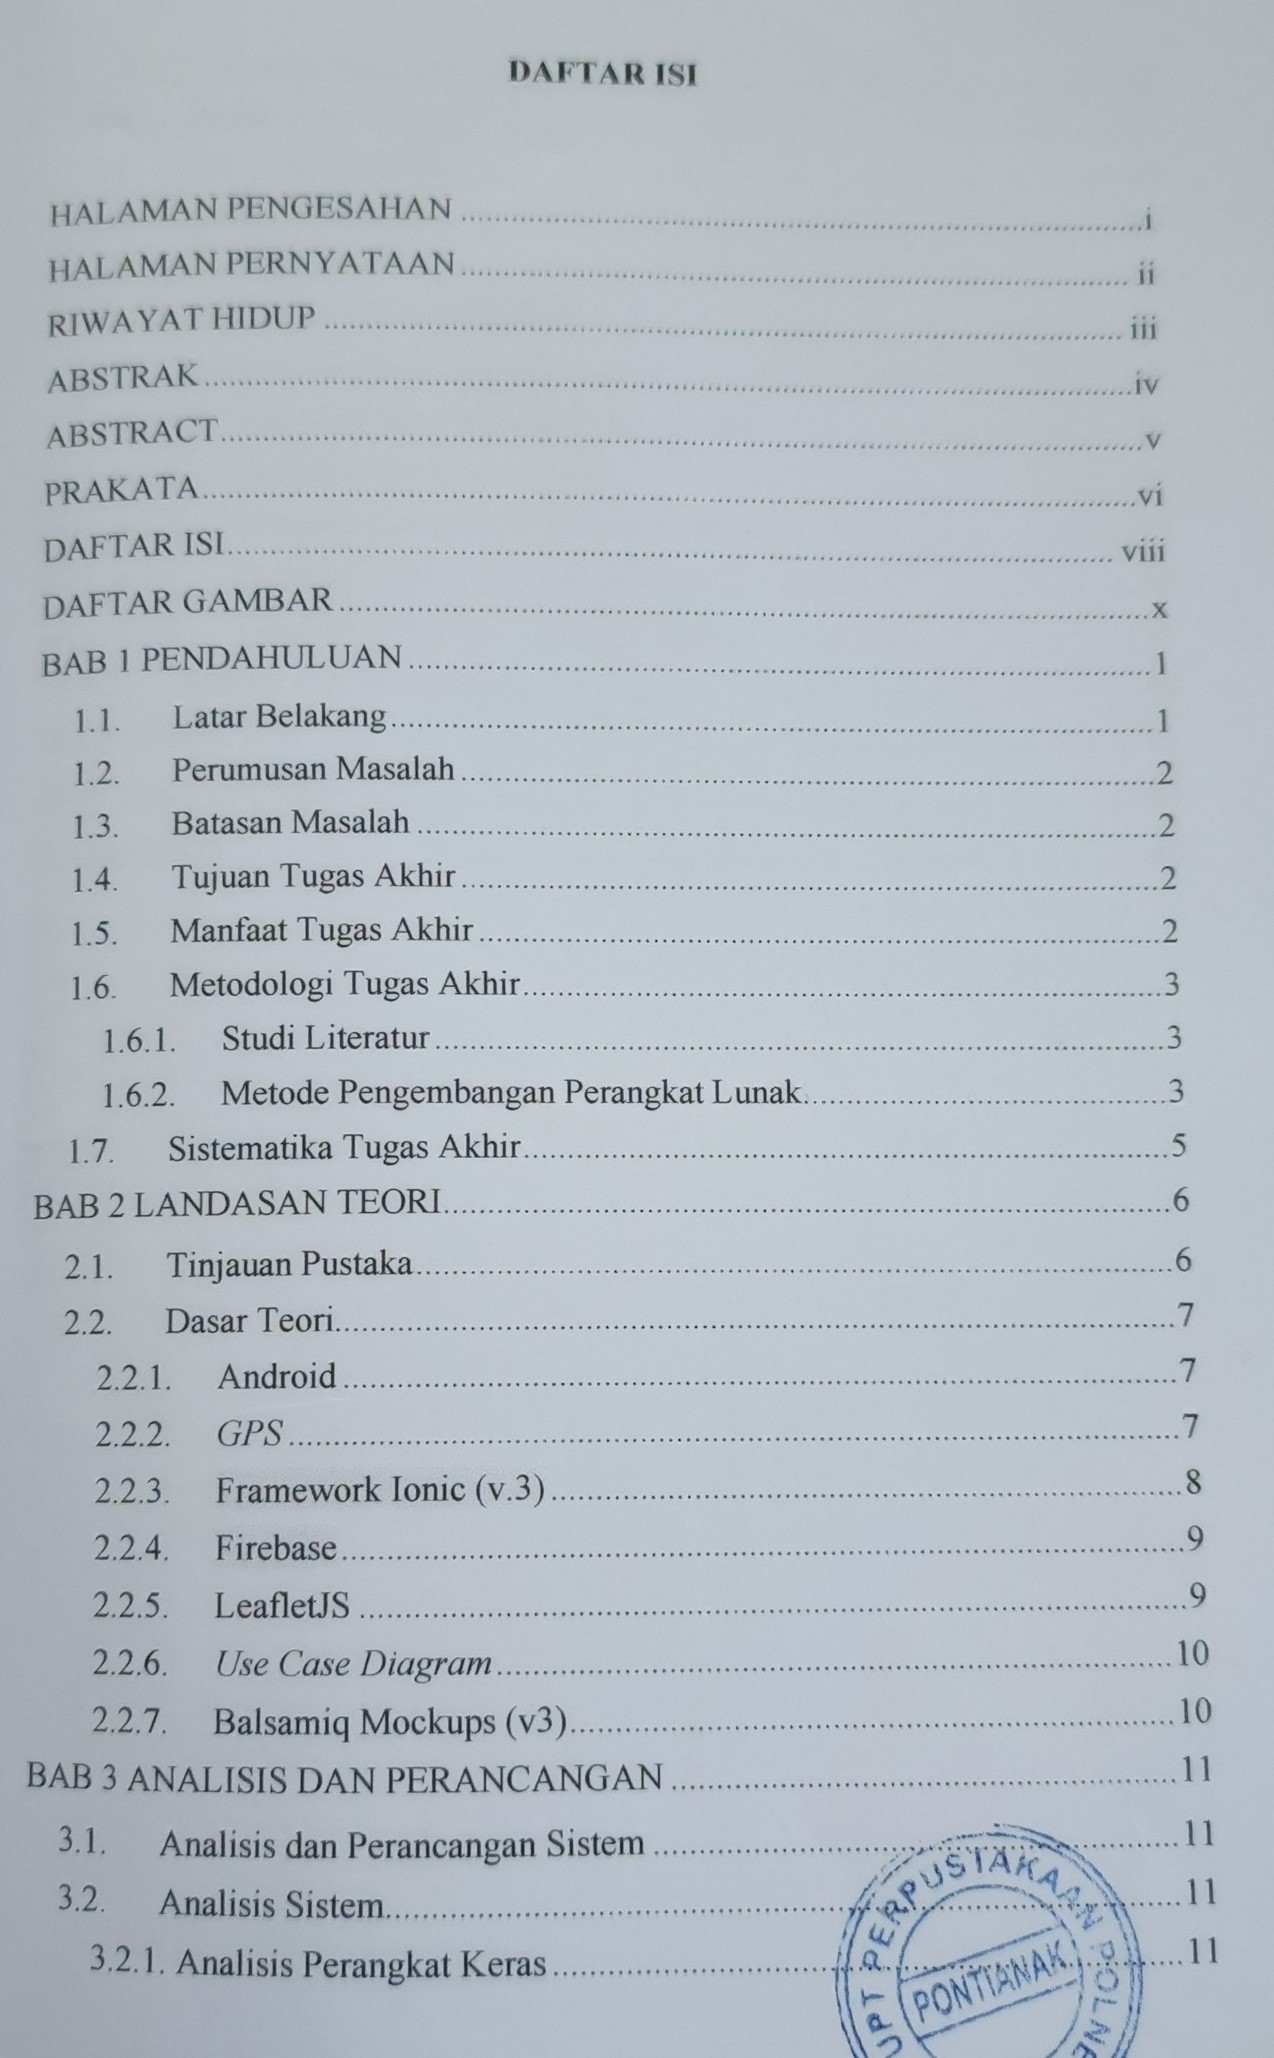 DAFTAR ISI
HALAMAN PENGESAHAN ........ i
HALAMAN PERNYATAAN ........ ii
RIWAYAT HIDUP ........ iii
ABSTRAK ........ iv
ABSTRACT ........ v
PRAKATA ........ vi
DAFTAR ISI ........ viii
DAFTAR GAMBAR ........ x
BAB 1 PENDAHULUAN ........ 1
1.1. Latar Belakang ........ 1
1.2. Perumusan Masalah ........ 2
1.3. Batasan Masalah ........ 2
1.4. Tujuan Tugas Akhir ........ 2
1.5. Manfaat Tugas Akhir ........ 2
1.6. Metodologi Tugas Akhir ........ 3
1.6.1. Studi Literatur ........ 3
1.6.2. Metode Pengembangan Perangkat Lunak ........ 3
1.7. Sistematika Tugas Akhir ........ 5
BAB 2 LANDASAN TEORI ........ 6
2.1. Tinjauan Pustaka ........ 6
2.2. Dasar Teori ........ 7
2.2.1. Android ........ 7
2.2.2. GPS ........ 7
2.2.3. Framework Ionic (v.3) ........ 8
2.2.4. Firebase ........ 9
2.2.5. LeafletJS ........ 9
2.2.6. Use Case Diagram ........ 10
2.2.7. Balsamiq Mockups (v3) ........ 10
BAB 3 ANALISIS DAN PERANCANGAN ........ 11
3.1. Analisis dan Perancangan Sistem ........ 11
3.2. Analisis Sistem ........ 11
3.2.1. Analisis Perangkat Keras ........ 11
UPT PERPUSTAKAAN POLNE
PONTIANAK